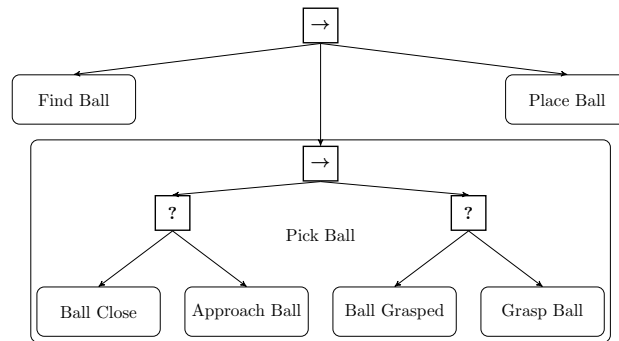 →
Find Ball
Place Ball
→
?
?
Pick Ball
Ball Close
Approach Ball
Ball Grasped
Grasp Ball